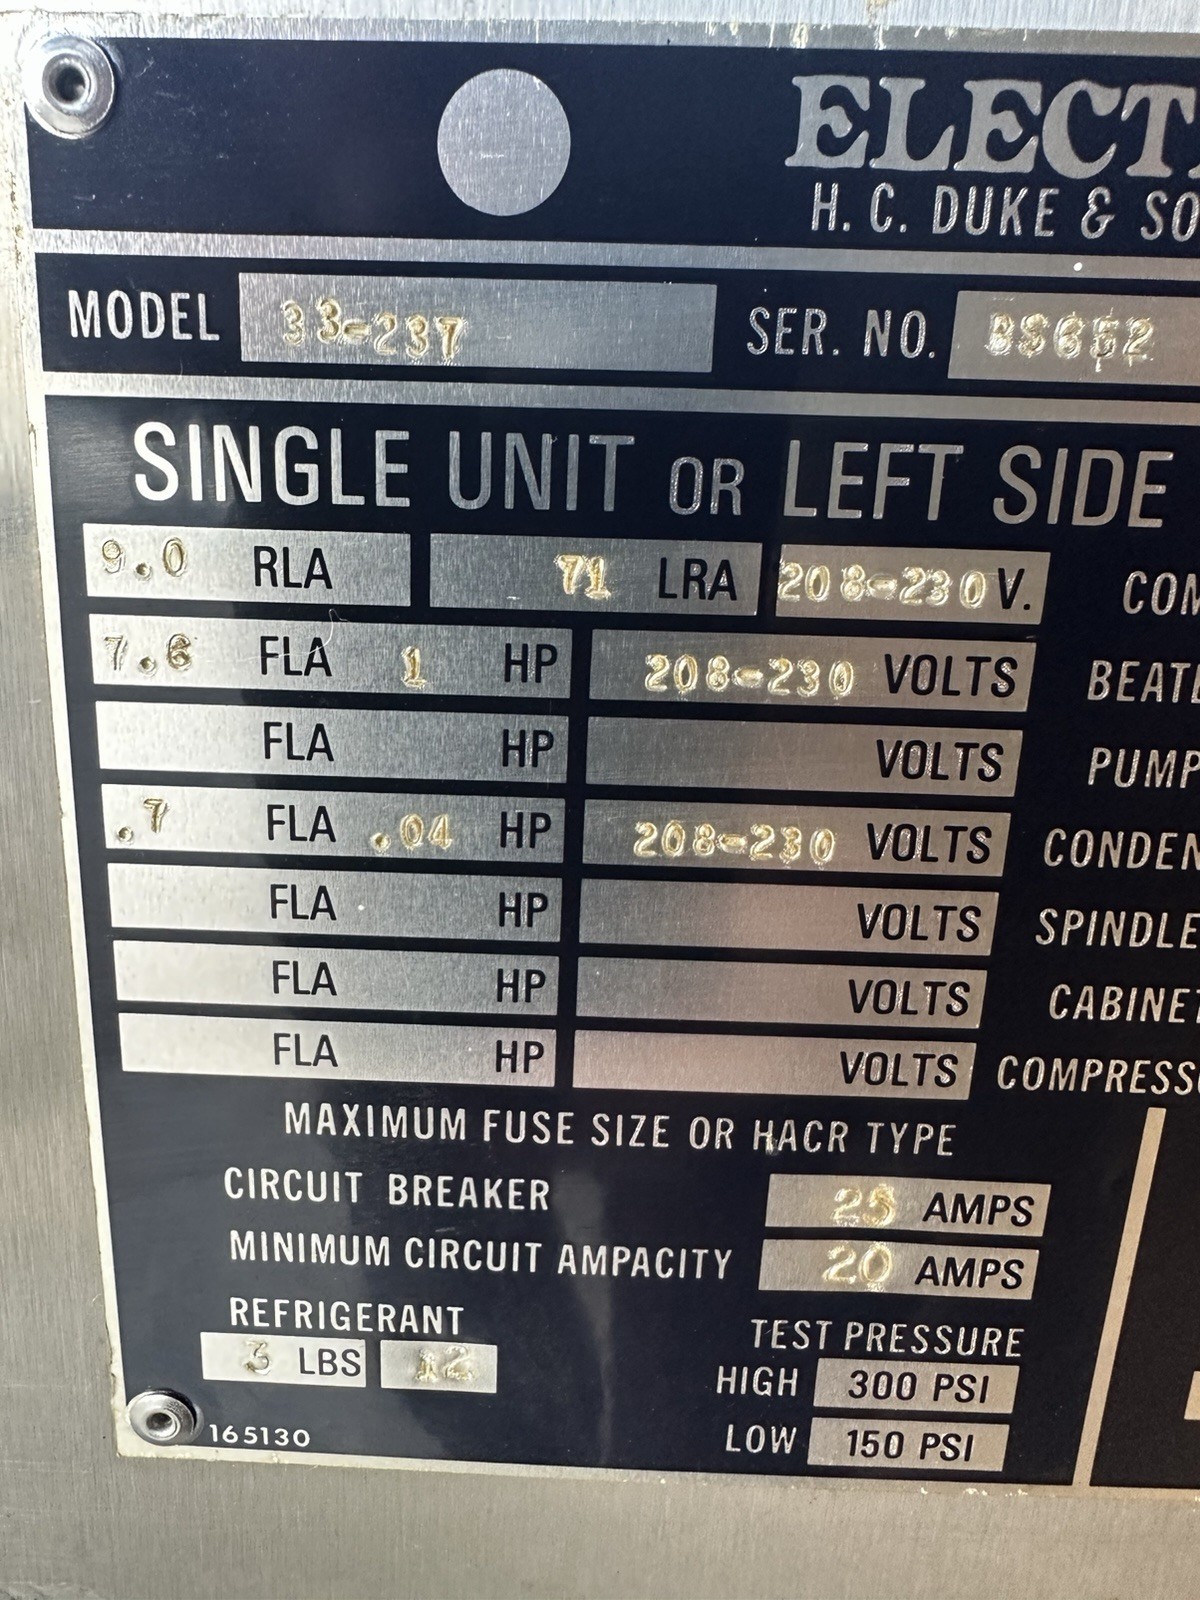 ELECT
H. C. DUKE & SO
MODEL 33-237 SER. NO.
SINGLE UNIT OR LEFT SIDE
9.0 RLA 71 LRA 208-230 V. COM
7.6 FLA 1 HP 208-230 VOLTS BEATE
FLA HP VOLTS PUMP
.7 FLA .04 HP 208-230 VOLTS CONDEN
FLA HP VOLTS SPINDLE
FLA HP VOLTS CABINET
FLA HP VOLTS COMPRESS
MAXIMUM FUSE SIZE OR HACR TYPE
CIRCUIT BREAKER 25 AMPS
MINIMUM CIRCUIT AMPACITY 20 AMPS
REFRIGERANT
3 LBS 12
TEST PRESSURE
HIGH 300 PSI
LOW 150 PSI
165130